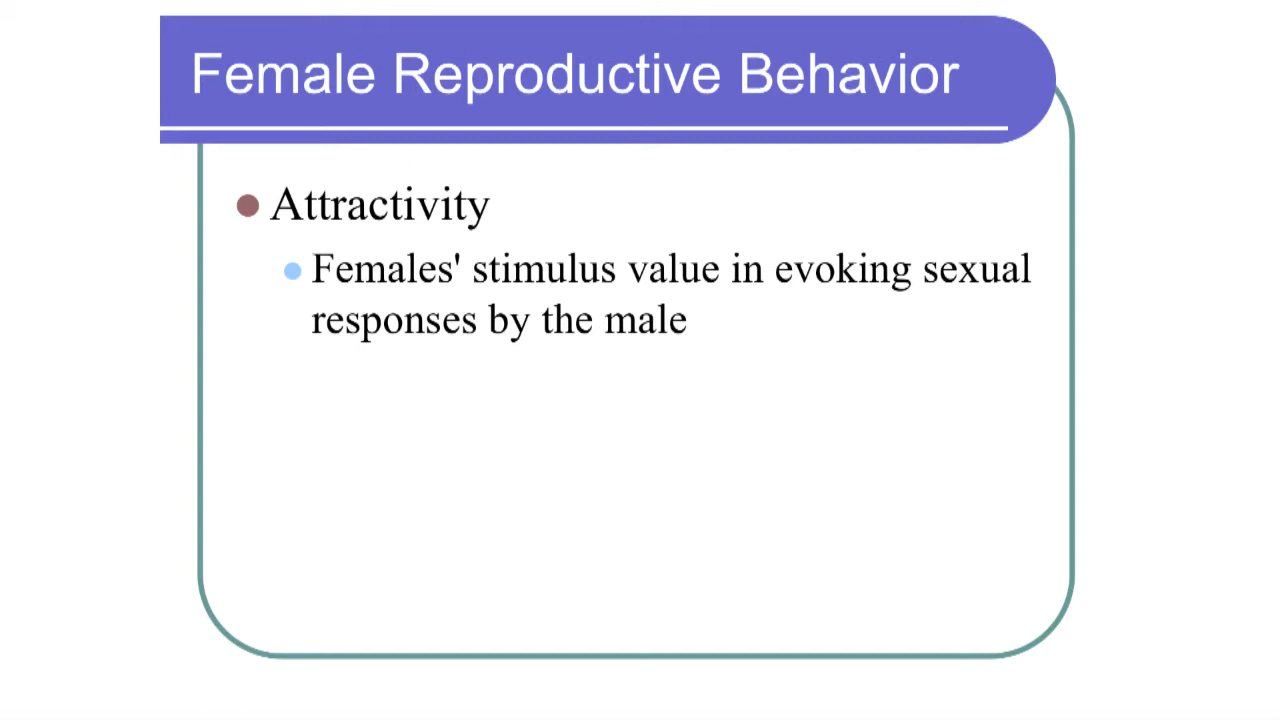 Female Reproductive Behavior
Attractivity
Females' stimulus value in evoking sexual
responses by the male